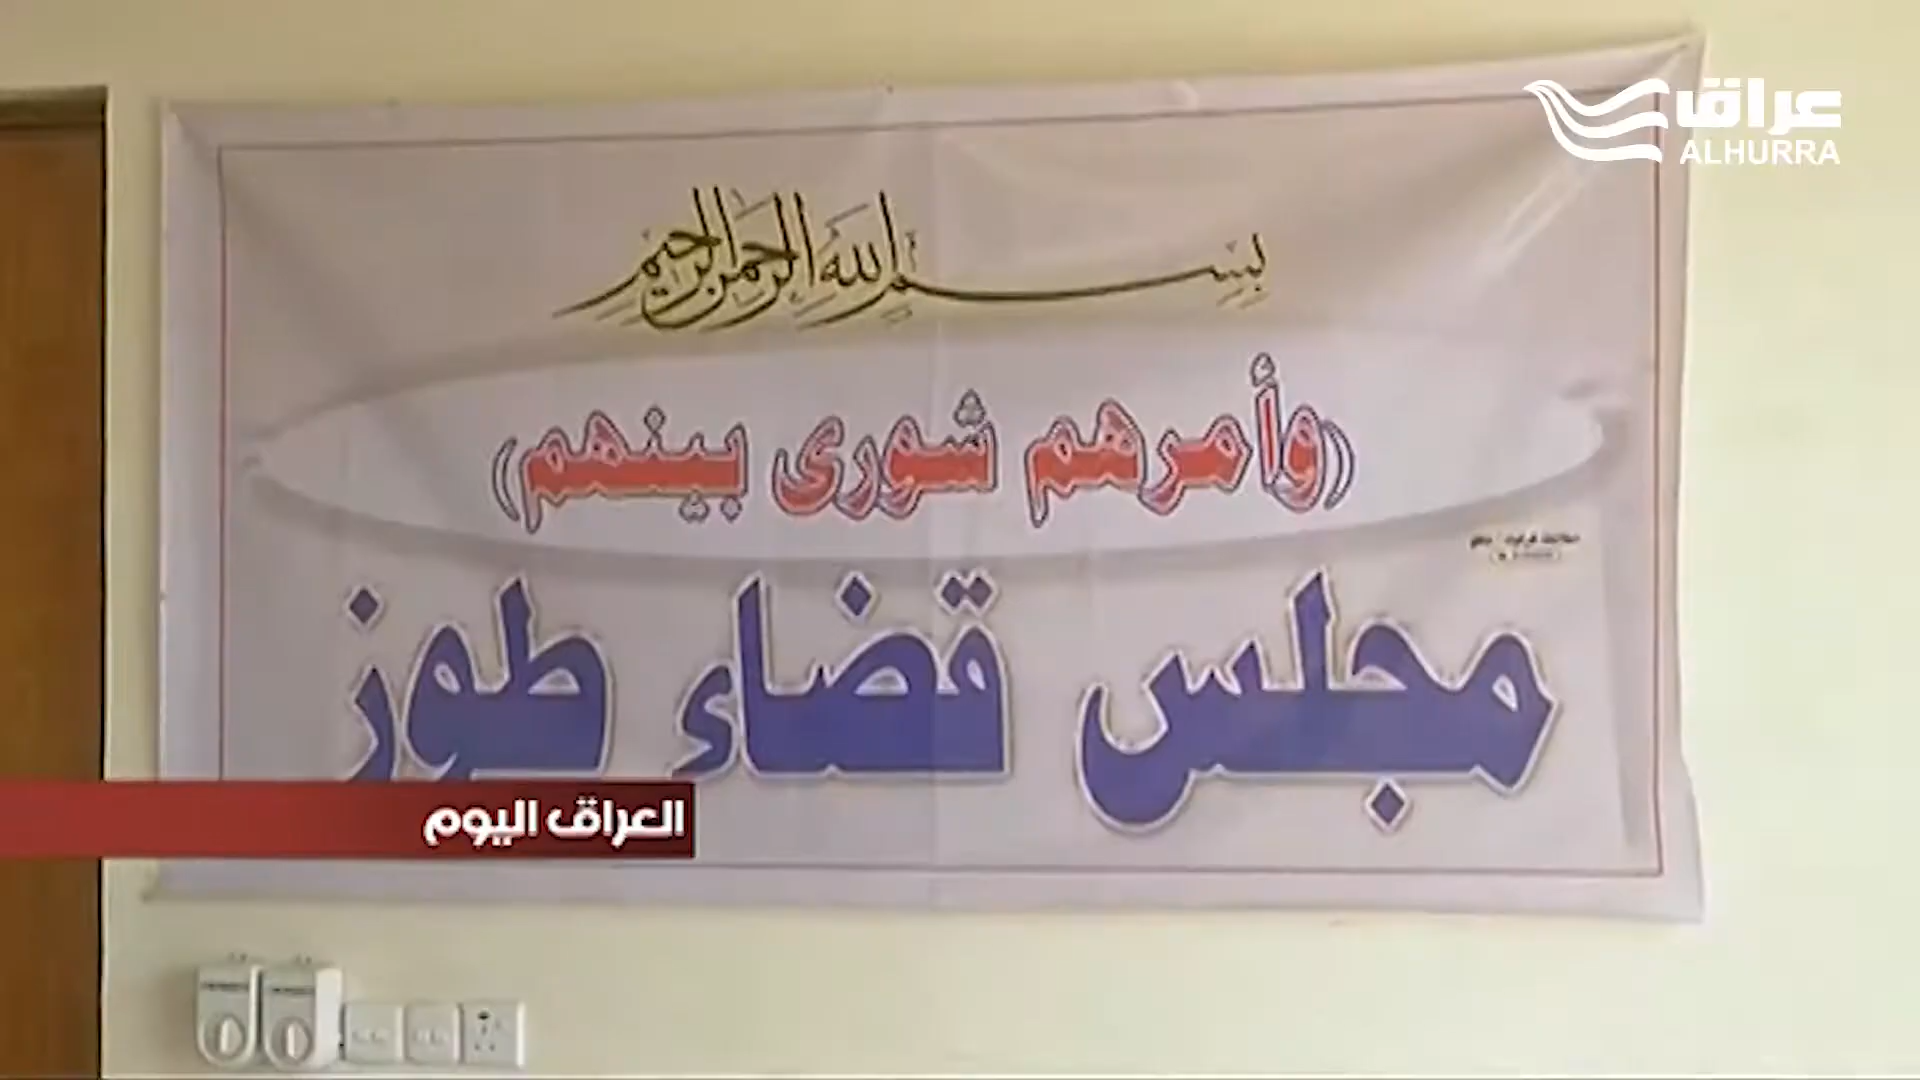 عراق
ALHURRA
بسم الله الرحمن الرحيم
(وأمرهم شورى بينهم)
مجلس قضاء طوز
العراق اليوم